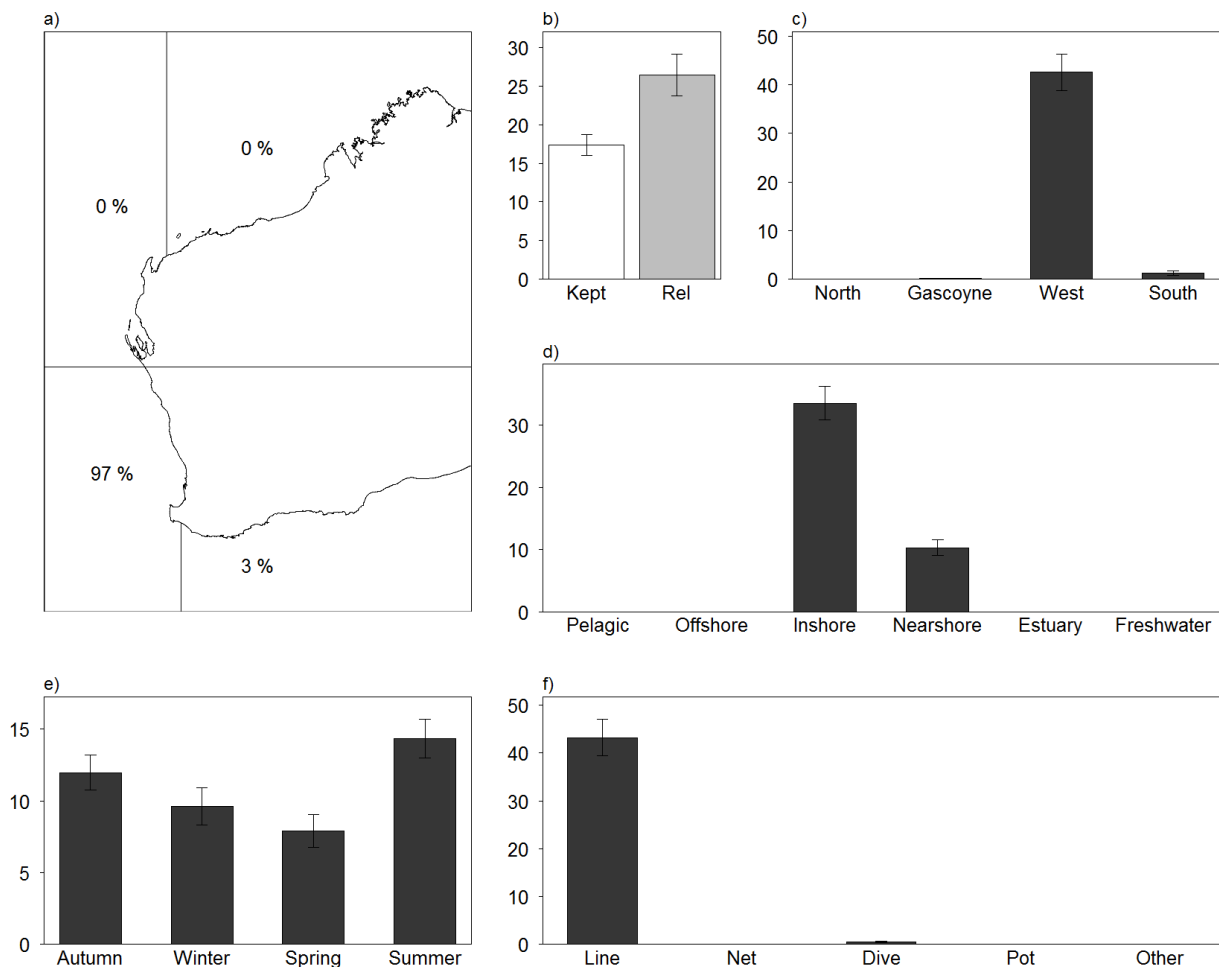 a)
0 %
0 %
97 %
3 %
b)
30
25
20
15
10
5
0
Kept Rel
c)
50
40
30
20
10
0
North Gascoyne West South
d)
30
20
10
0
Pelagic Offshore Inshore Nearshore Estuary Freshwater
e)
15
10
5
0
Autumn Winter Spring Summer
f)
50
40
30
20
10
0
Line Net Dive Pot Other